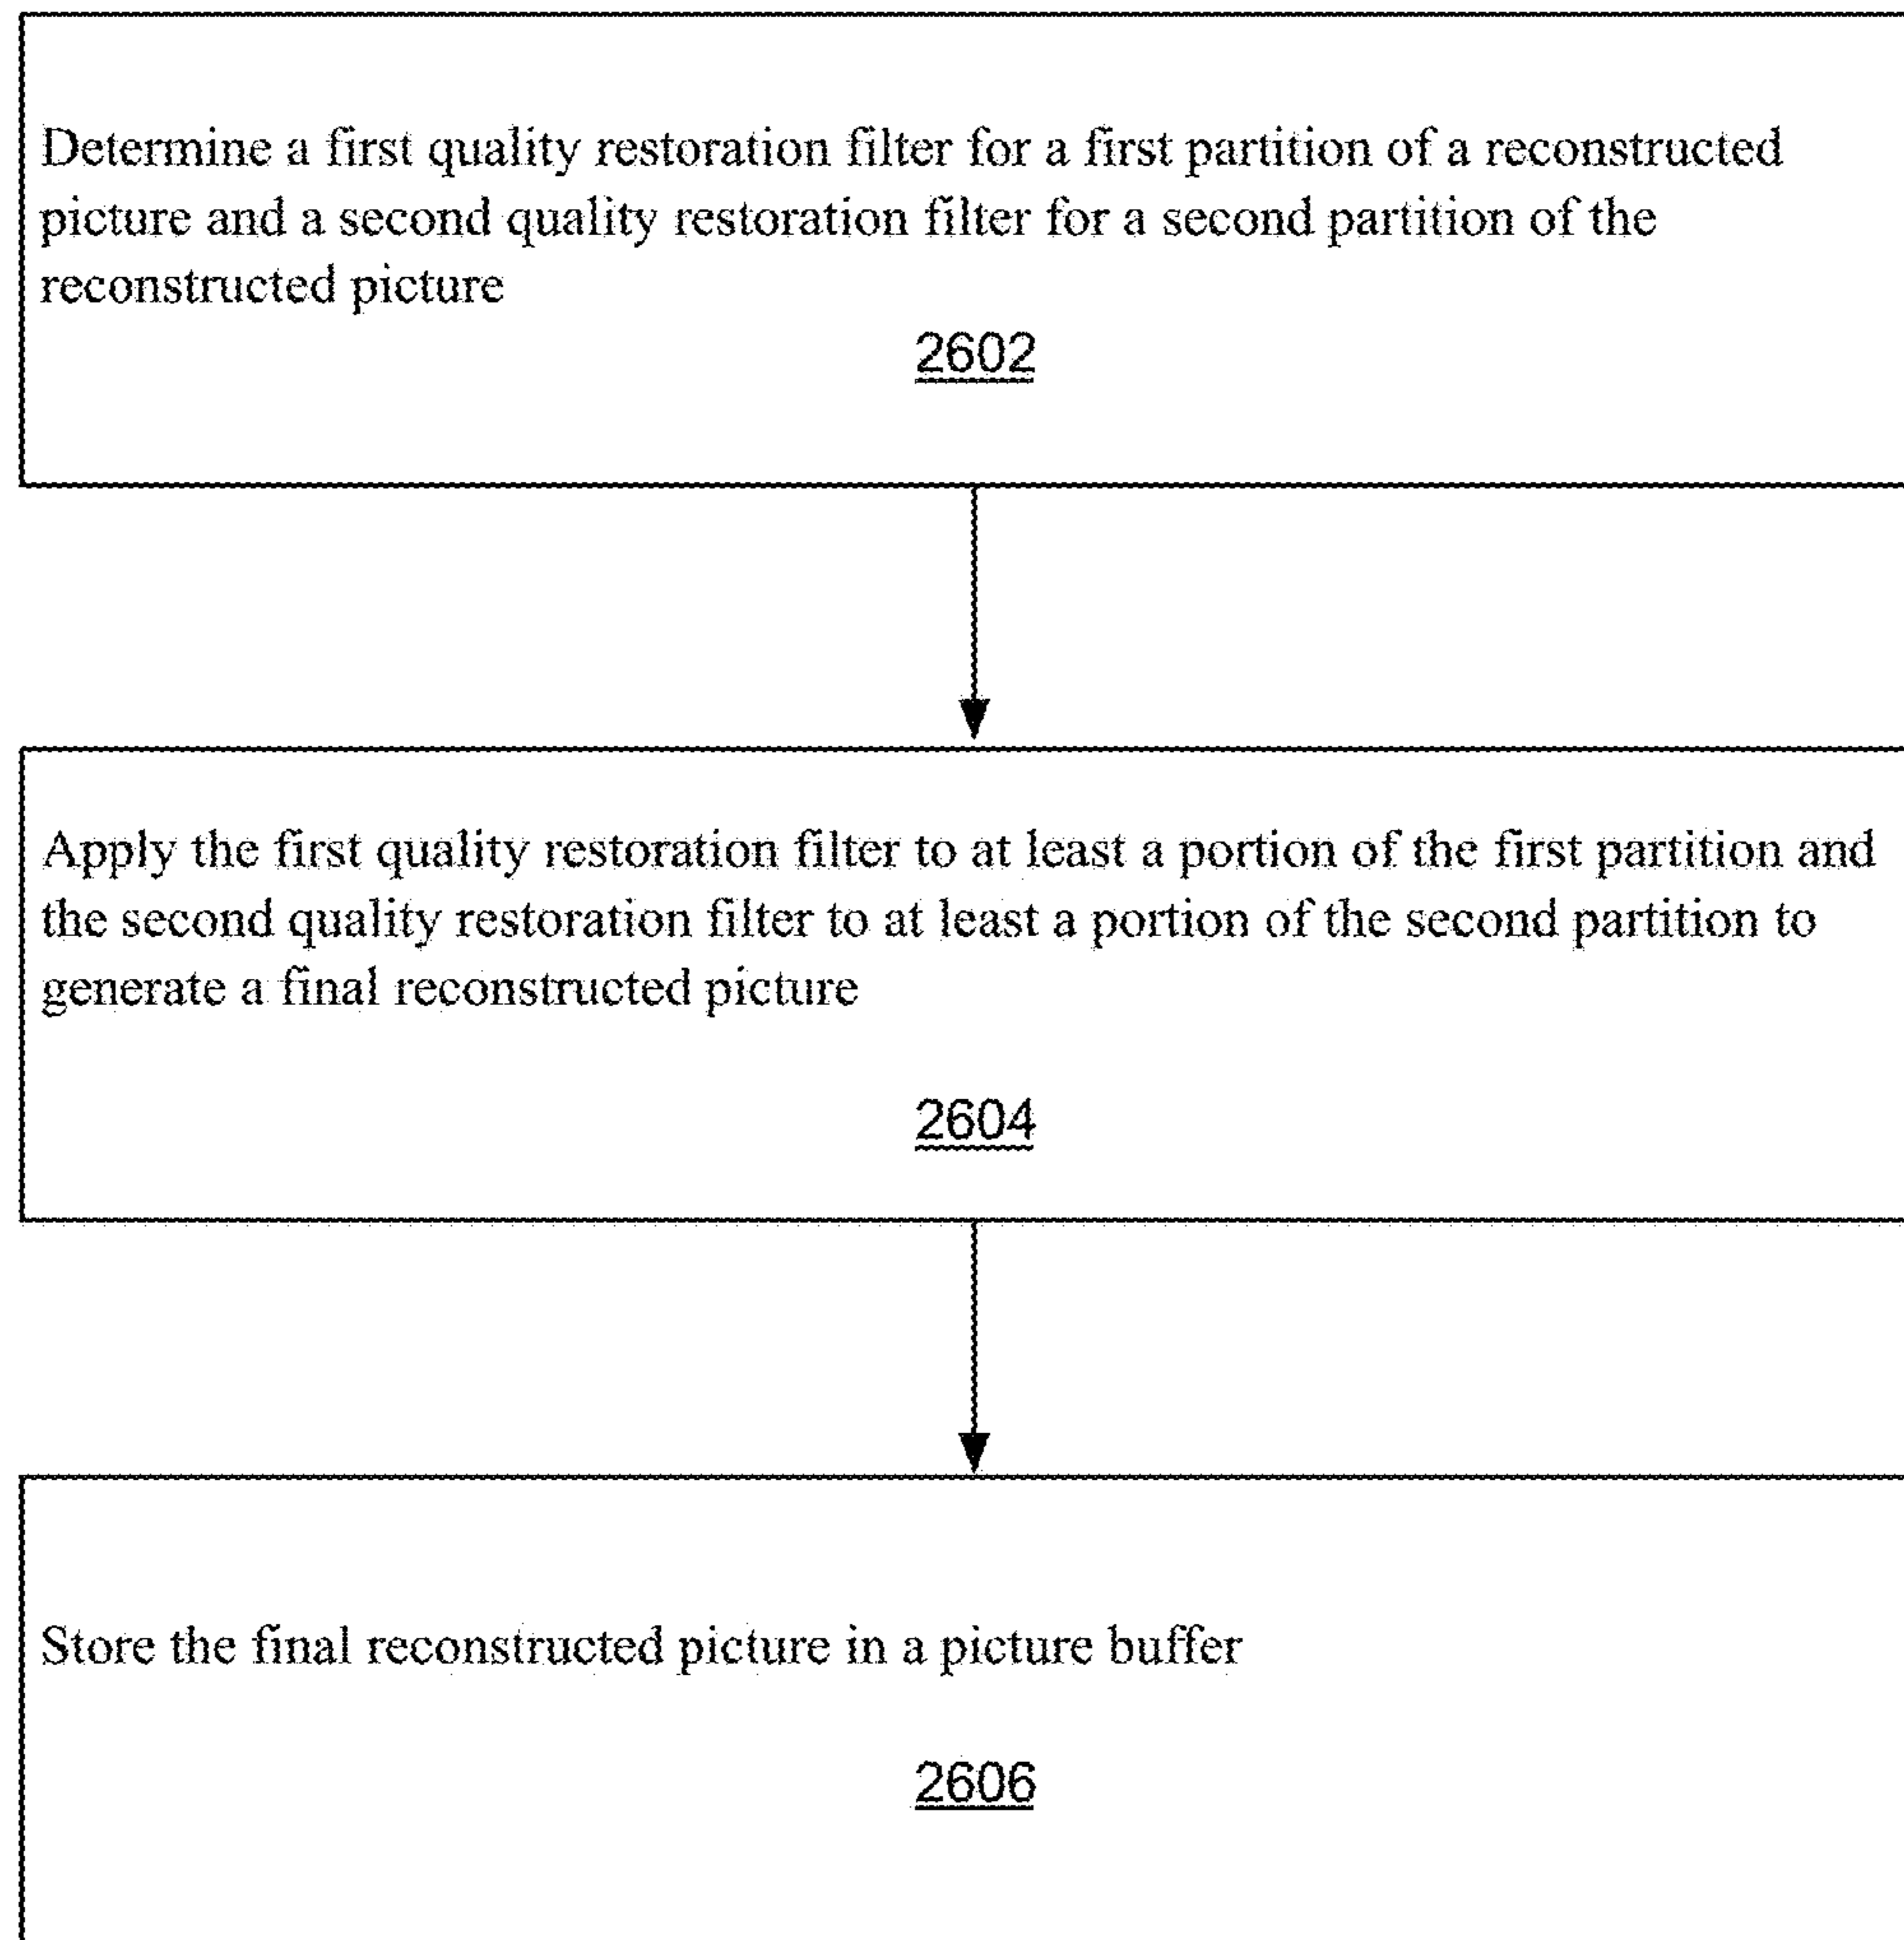 Determine a first quality restoration filter for a first partition of a reconstructed
picture and a second quality restoration filter for a second partition of the
reconstructed picture
2602
Apply the first quality restoration filter to at least a portion of the first partition and
the second quality restoration filter to at least a portion of the second partition to
generate a final reconstructed picture
2604
Store the final reconstructed picture in a picture buffer
2606